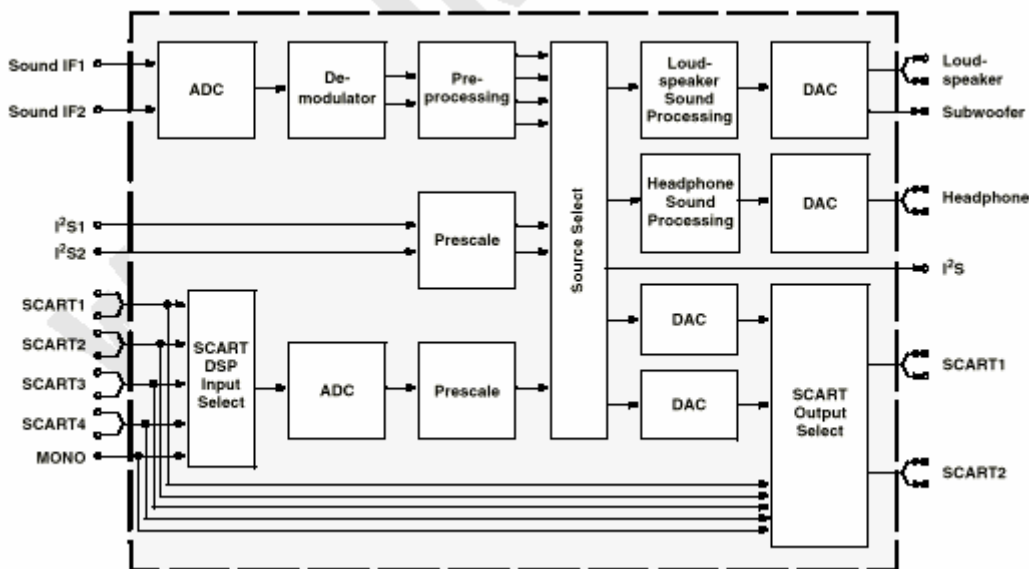 Sound IF1
Sound IF2
ADC
De-
modulator
Pre-
processing
Loud-
speaker
Sound
Processing
DAC
Loud-
speaker
Subwoofer
Headphone
Sound
Processing
DAC
Headphone
I²S1
I²S2
Prescale
Source Select
I²S
SCART1
SCART2
SCART3
SCART4
MONO
SCART
DSP
Input
Select
ADC
Prescale
DAC
DAC
SCART
Output
Select
SCART1
SCART2